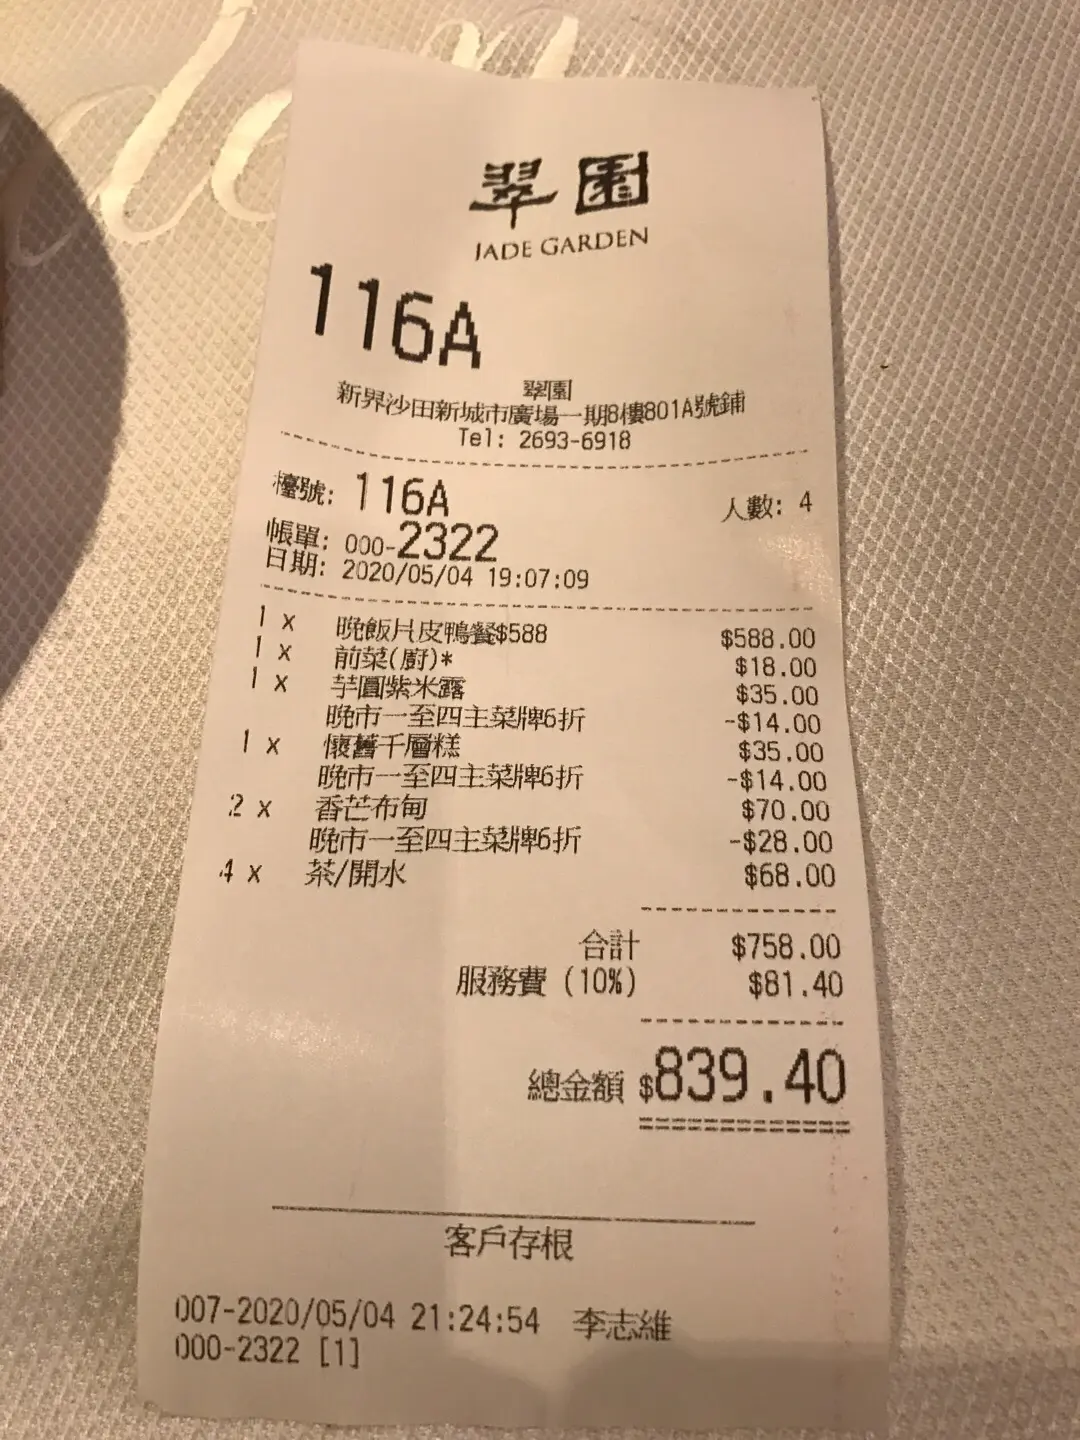 翠園
JADE GARDEN
116A
翠園
新界沙田新城市廣場一期8樓801A號鋪
Tel: 2693-6918
檯號: 116A 人數: 4
帳單: 000-2322
日期: 2020/05/04 19:07:09
1 x 晚飯片皮鴨餐$588 $588.00
1 x 前菜(廚)* $18.00
1 x 芋圓紫米露 $35.00
晚市一至四主菜牌6折 -$14.00
1 x 懷舊千層糕 $35.00
晚市一至四主菜牌6折 -$14.00
2 x 香芒布甸 $70.00
晚市一至四主菜牌6折 -$28.00
4 x 茶/開水 $68.00
合計 $758.00
服務費 (10%) $81.40
總金額 $839.40
客戶存根
007-2020/05/04 21:24:54 李志維
000-2322 [1]